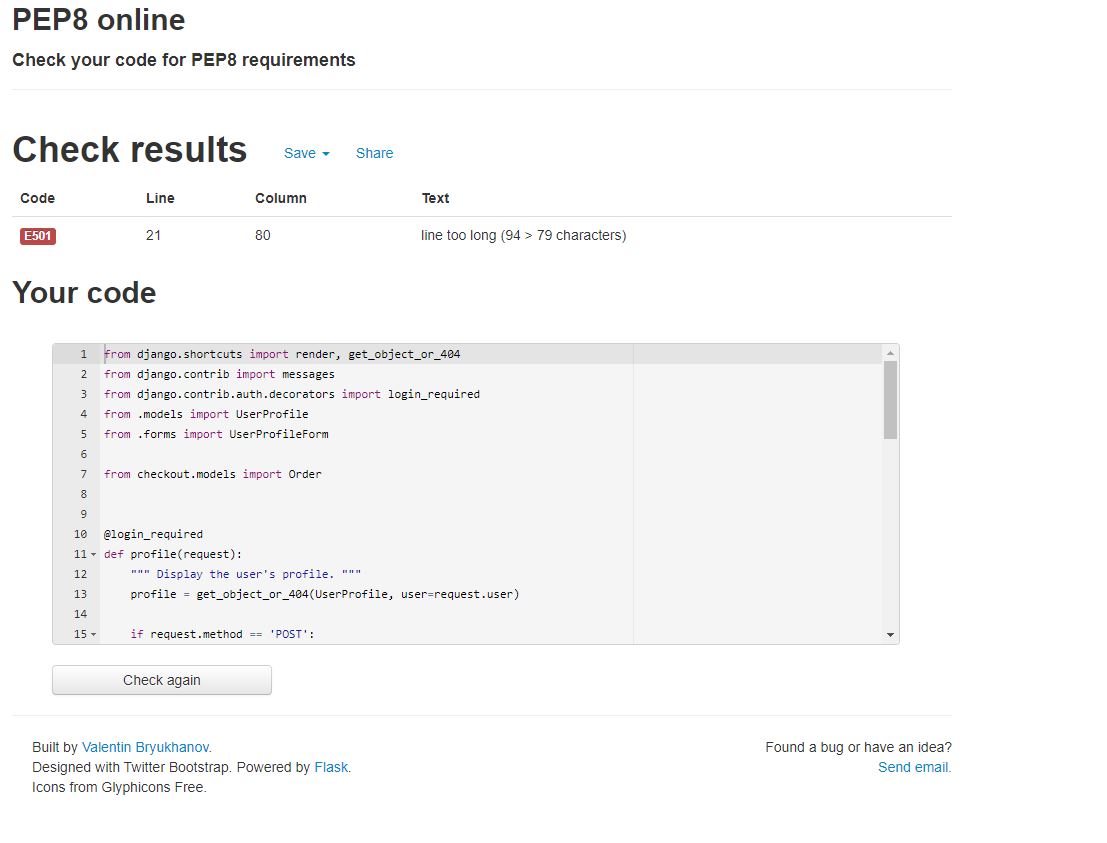 PEP8 online
Check your code for PEP8 requirements
Check results Save Share
Code Line Column Text
E501 21 80 line too long (94 > 79 characters)
Your code
1 from django.shortcuts import render, get_object_or_404
2 from django.contrib import messages
3 from django.contrib.auth.decorators import login_required
4 from .models import UserProfile
5 from .forms import UserProfileForm
6
7 from checkout.models import Order
8
9
10 @login_required
11 def profile(request):
12     """ Display the user's profile. """
13     profile = get_object_or_404(UserProfile, user=request.user)
14
15     if request.method == 'POST':
Check again
Built by Valentin Bryukhanov. Found a bug or have an idea?
Designed with Twitter Bootstrap. Powered by Flask. Send email.
Icons from Glyphicons Free.